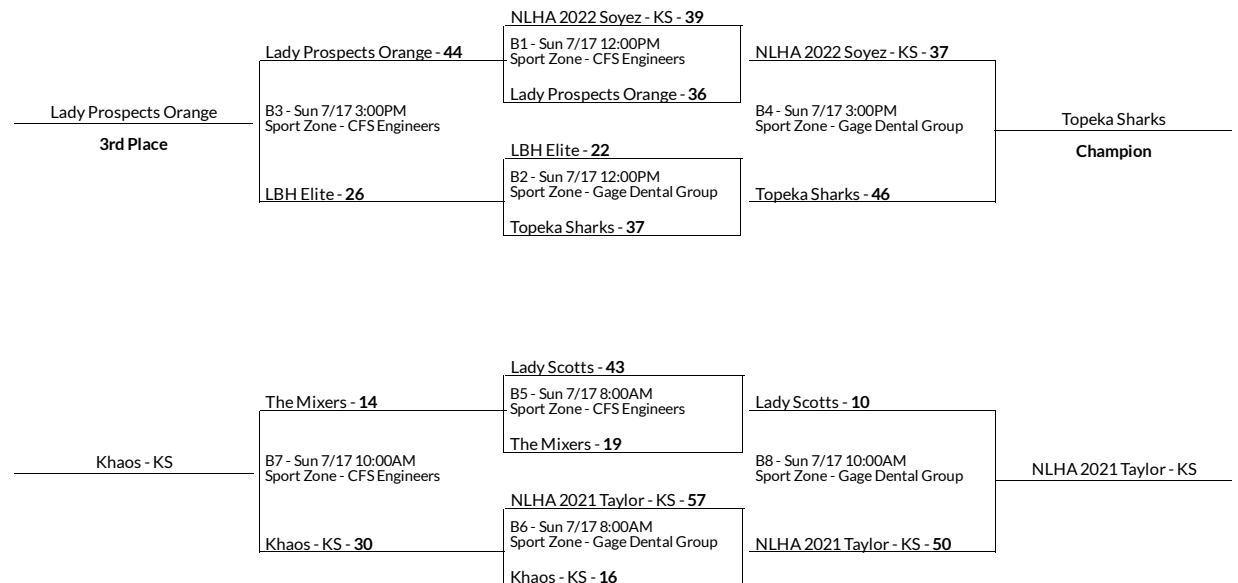 NLHA 2022 Soyez - KS - 39
Lady Prospects Orange - 44
B1 - Sun 7/17 12:00PM
Sport Zone - CFS Engineers
NLHA 2022 Soyez - KS - 37
Lady Prospects Orange - 36
Lady Prospects Orange
3rd Place
B3 - Sun 7/17 3:00PM
Sport Zone - CFS Engineers
B4 - Sun 7/17 3:00PM
Sport Zone - Gage Dental Group
Topeka Sharks
Champion
LBH Elite - 22
LBH Elite - 26
B2 - Sun 7/17 12:00PM
Sport Zone - Gage Dental Group
Topeka Sharks - 46
Topeka Sharks - 37
Lady Scotts - 43
The Mixers - 14
B5 - Sun 7/17 8:00AM
Sport Zone - CFS Engineers
Lady Scotts - 10
The Mixers - 19
Khaos - KS
B7 - Sun 7/17 10:00AM
Sport Zone - CFS Engineers
B8 - Sun 7/17 10:00AM
Sport Zone - Gage Dental Group
NLHA 2021 Taylor - KS
NLHA 2021 Taylor - KS - 57
Khaos - KS - 30
B6 - Sun 7/17 8:00AM
Sport Zone - Gage Dental Group
NLHA 2021 Taylor - KS - 50
Khaos - KS - 16